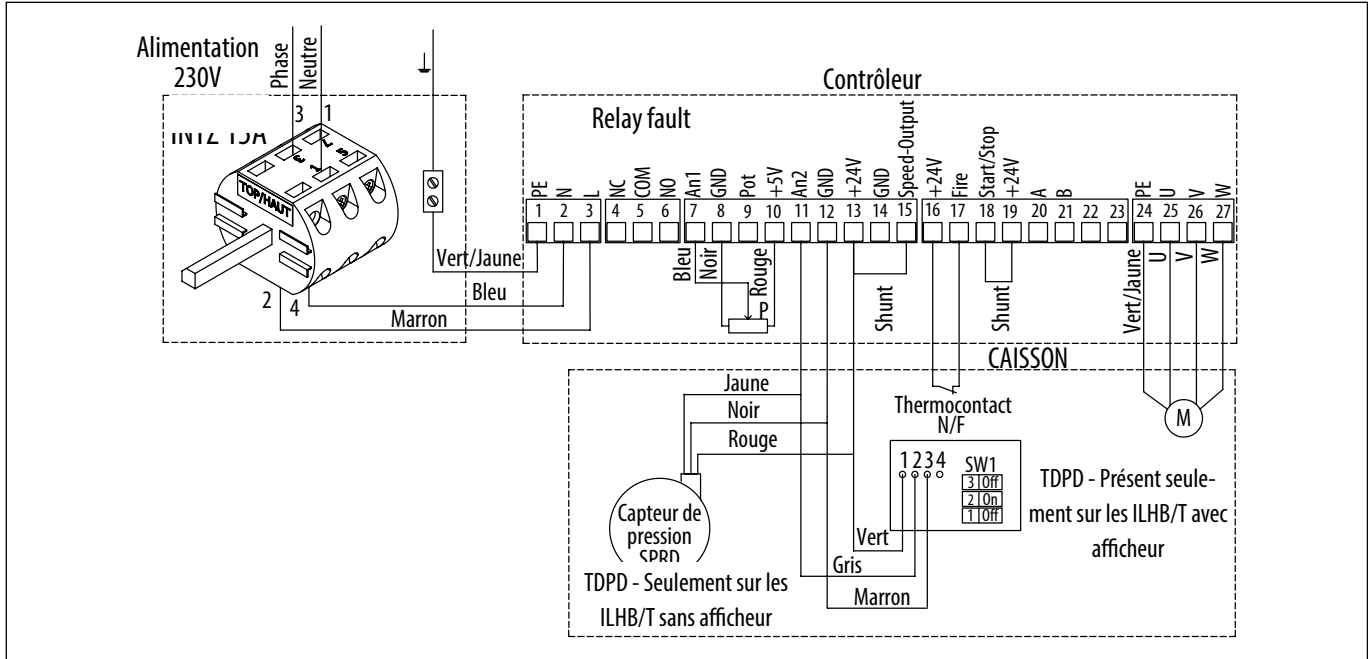 Alimentation
230V
Phase
Neutre
3 1
TOP/HAUT
2 4
Contrôleur
Relay fault
PE
N
L
NC
COM
NO
An1
GND
Pot
+5V
An2
GND
+24V
GND
Speed-Output
+24V
Fire
Start/Stop
+24V
A
B
PE
U
V
W
1 2 3 4 5 6 7 8 9 10 11 12 13 14 15 16 17 18 19 20 21 22 23 24 25 26 27
Vert/Jaune
Bleu
Marron
Bleu
Noir
Rouge
P
Shunt
Shunt
Vert/Jaune
U
V
W
CAISSON
Jaune
Noir
Rouge
Thermocontact
N/F
M
1 2 3 4
SW1
3 Off
2 On
1 Off
TDPD - Présent seule-
ment sur les ILHB/T avec
afficheur
Capteur de
pression
SPRD
Vert
Gris
Marron
TDPD - Seulement sur les
ILHB/T sans afficheur